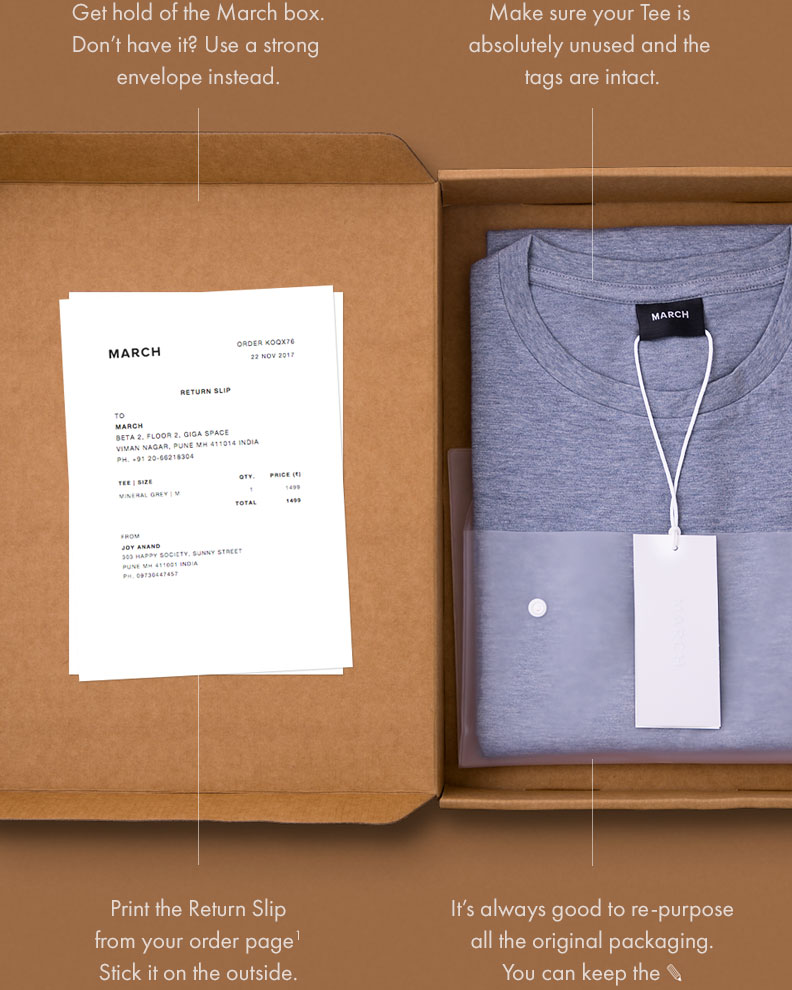 Get hold of the March box.
Don't have it? Use a strong
envelope instead.
Make sure your Tee is
absolutely unused and the
tags are intact.
MARCH
ORDER KOQX76
22 NOV 2017
RETURN SLIP
TO
MARCH
BETA 2, FLOOR 2, GIGA SPACE
VIMAN NAGAR, PUNE MH 411014 INDIA
PH. +91 20-66218304
TEE | SIZE QTY. PRICE (₹)
MINERAL GREY | M 1 1499
TOTAL 1499
FROM
JOY ANAND
303 HAPPY SOCIETY, SUNNY STREET
PUNE MH 411001 INDIA
PH. 09730447457
MARCH
MARCH
Print the Return Slip
from your order page¹
Stick it on the outside.
It's always good to re-purpose
all the original packaging.
You can keep the ✎